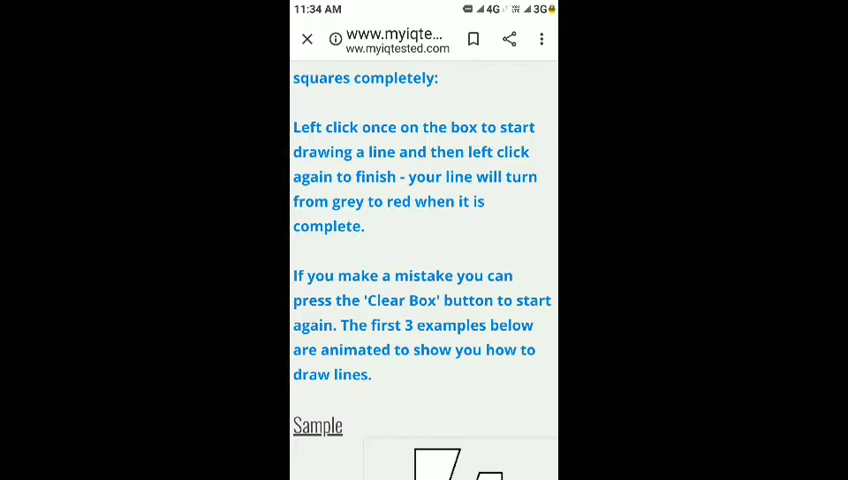 11:34 AM
4G
3G
www.myiqte...
ww.myiqtested.com
squares completely:
Left click once on the box to start
drawing a line and then left click
again to finish - your line will turn
from grey to red when it is
complete.
If you make a mistake you can
press the 'Clear Box' button to start
again. The first 3 examples below
are animated to show you how to
draw lines.
Sample